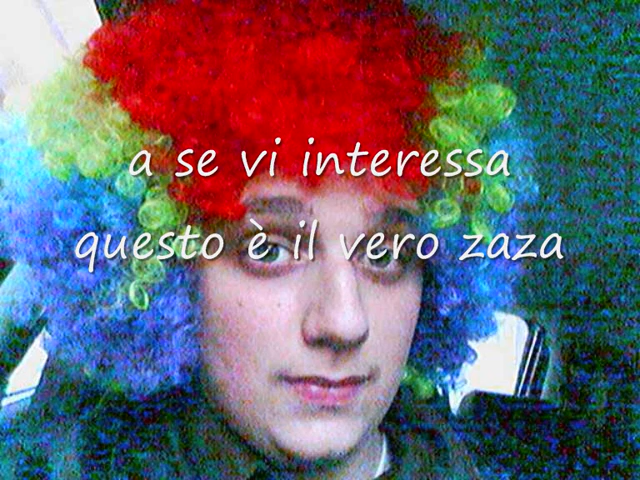 a se vi interessa
questo è il vero zaza